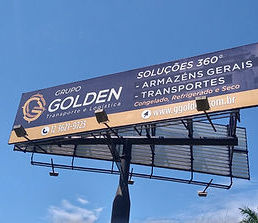 GRUPO
GOLDEN
Transporte e Logística
SOLUÇÕES 360°
- ARMAZÉNS GERAIS
- TRANSPORTES
Congelado, Refrigerado e Seco